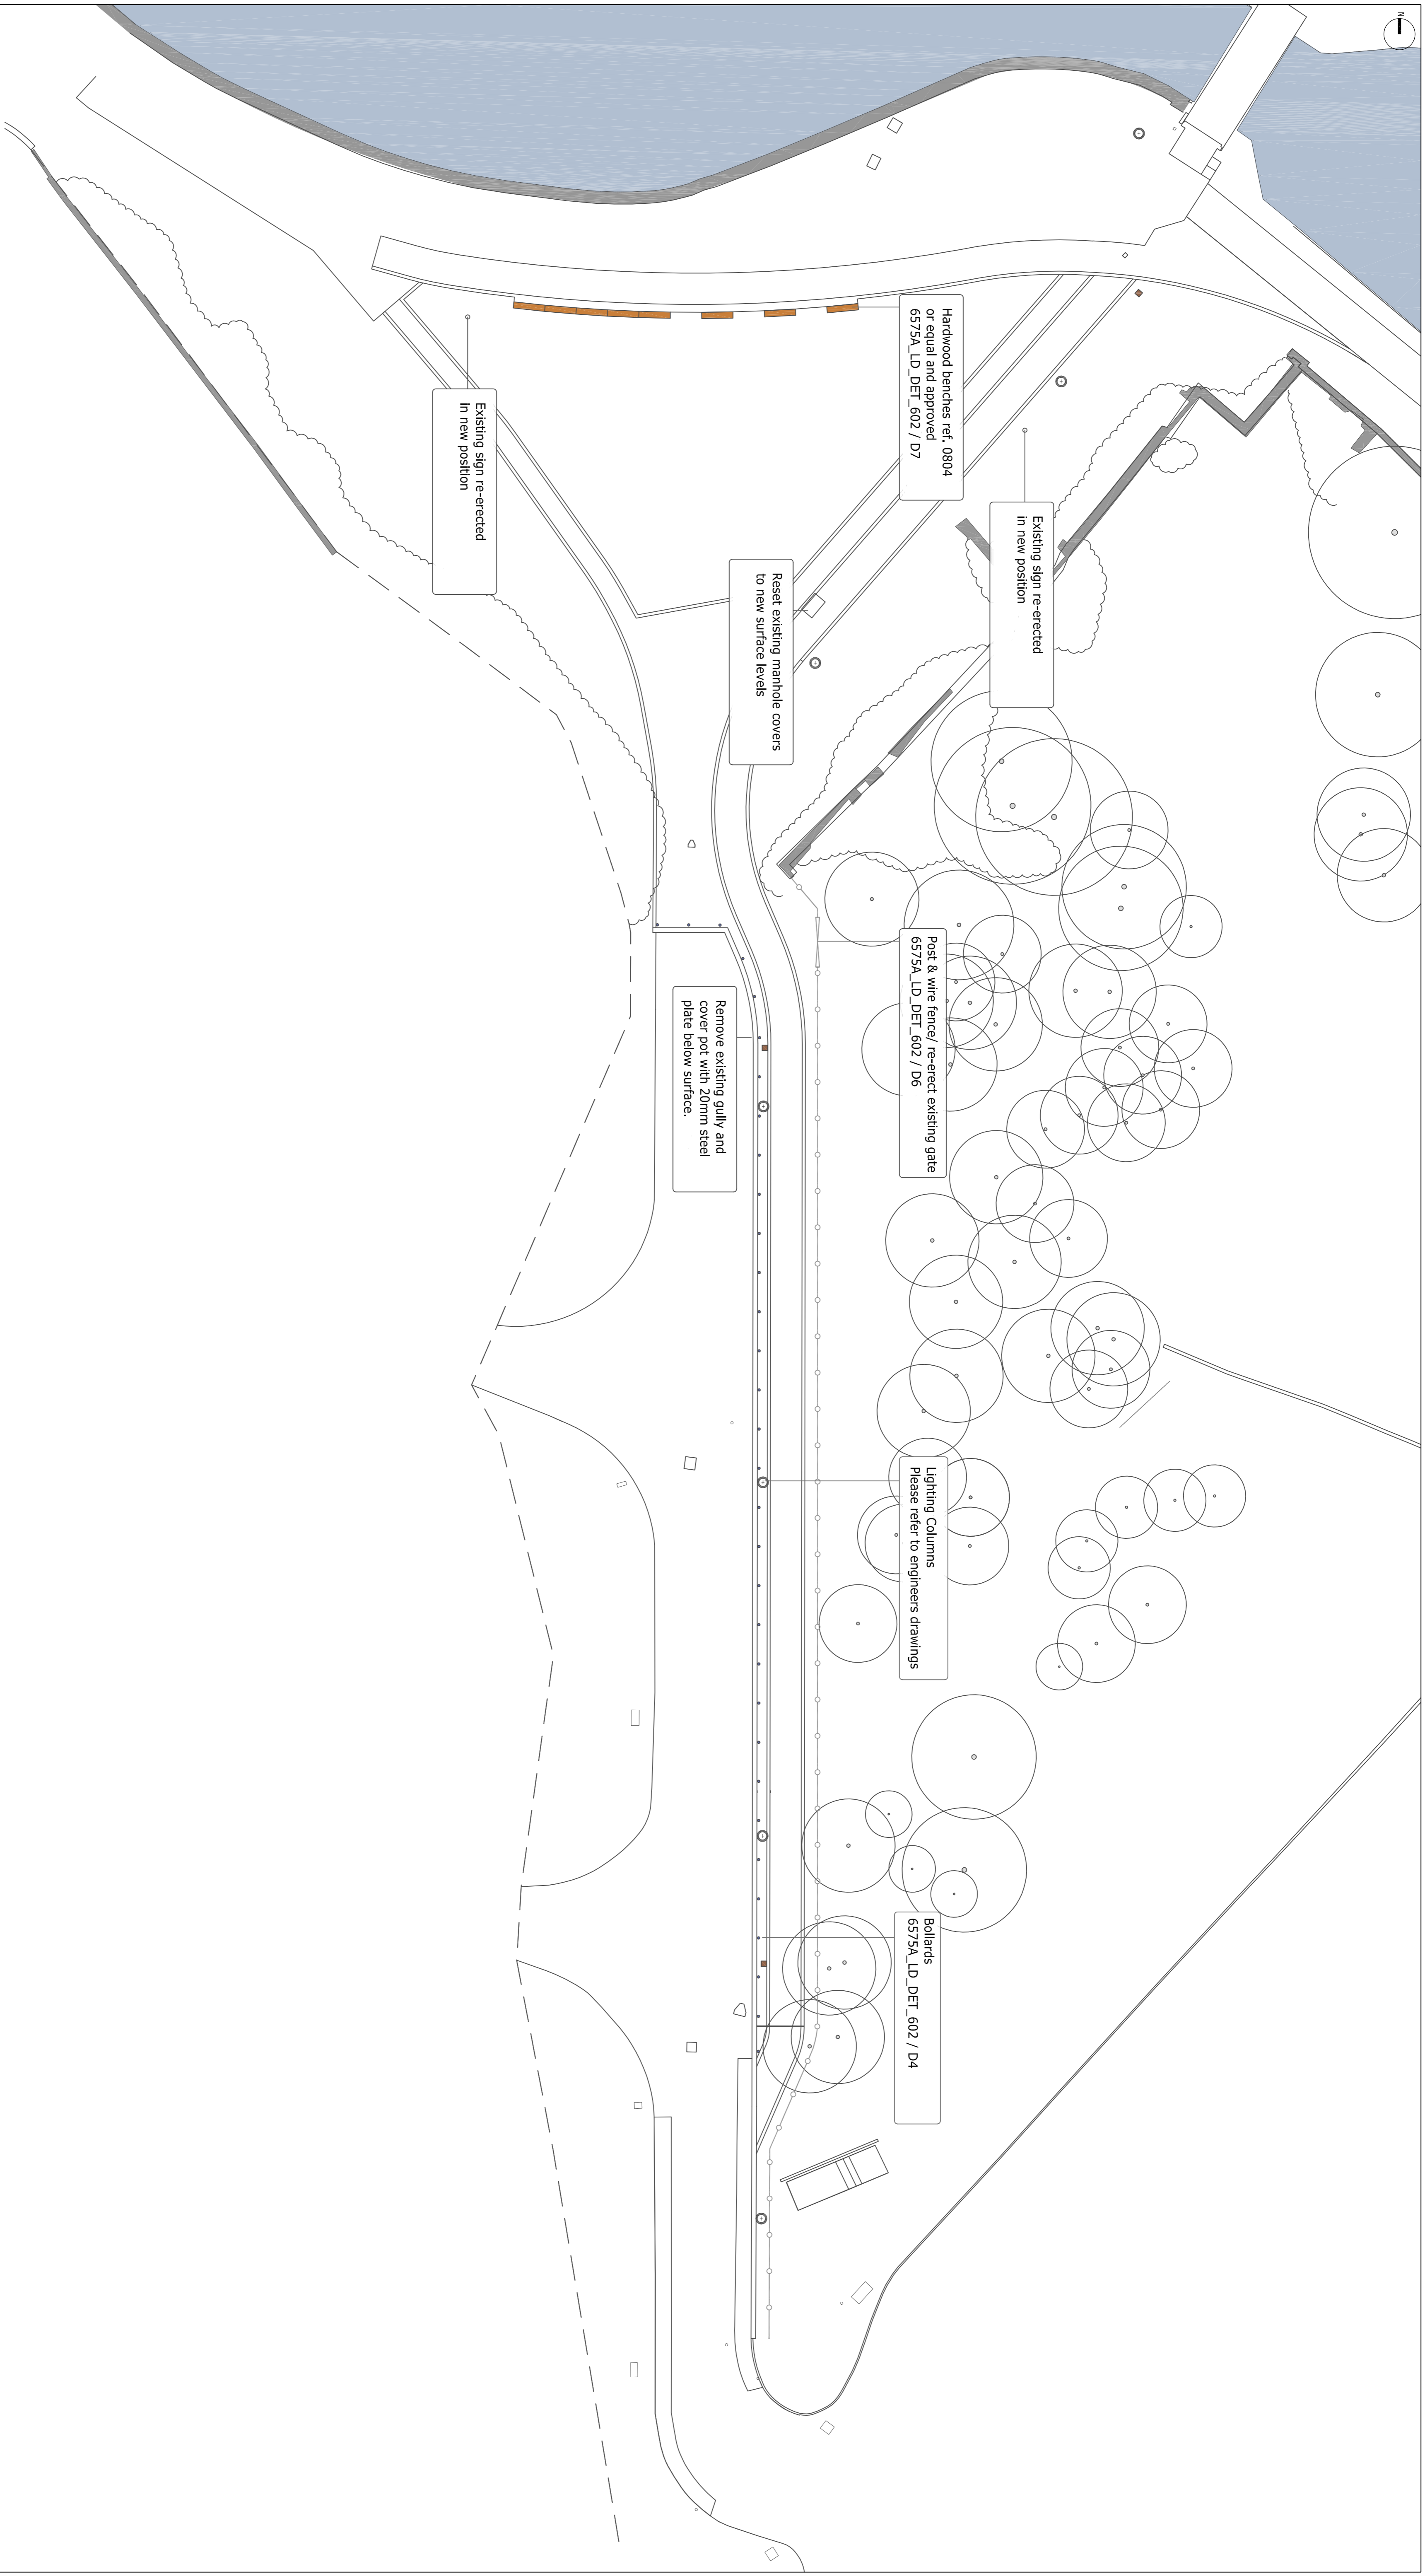 N
Hardwood benches ref. 0804
or equal and approved
6575A_LD_DET_602 / D7
Existing sign re-erected
in new position
Existing sign re-erected
in new position
Reset existing manhole covers
to new surface levels
Post & wire fence/ re-erect existing gate
6575A_LD_DET_602 / D6
Remove existing gully and
cover pot with 20mm steel
plate below surface.
Lighting Columns
Please refer to engineers drawings
Bollards
6575A_LD_DET_602 / D4